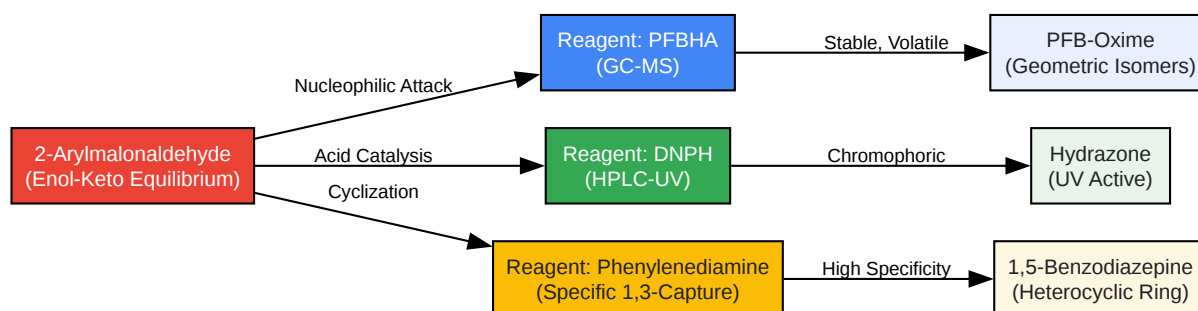 2-Arylmalonaldehyde
(Enol-Keto Equilibrium)
Nucleophilic Attack
Acid Catalysis
Cyclization
Reagent: PFBHA
(GC-MS)
Stable, Volatile
PFB-Oxime
(Geometric Isomers)
Reagent: DNPH
(HPLC-UV)
Chromophoric
Hydrazone
(UV Active)
Reagent: Phenylenediamine
(Specific 1,3-Capture)
High Specificity
1,5-Benzodiazepine
(Heterocyclic Ring)